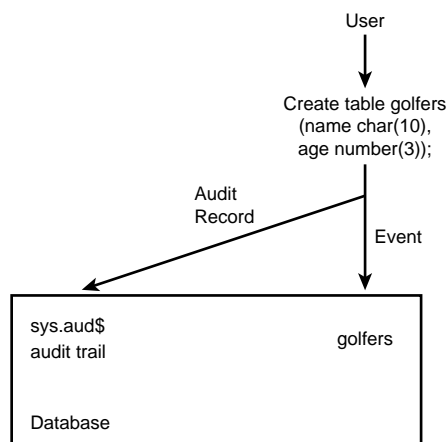 User
Create table golfers
(name char(10),
age number(3));
Audit
Record
Event
sys.aud$
audit trail
golfers
Database